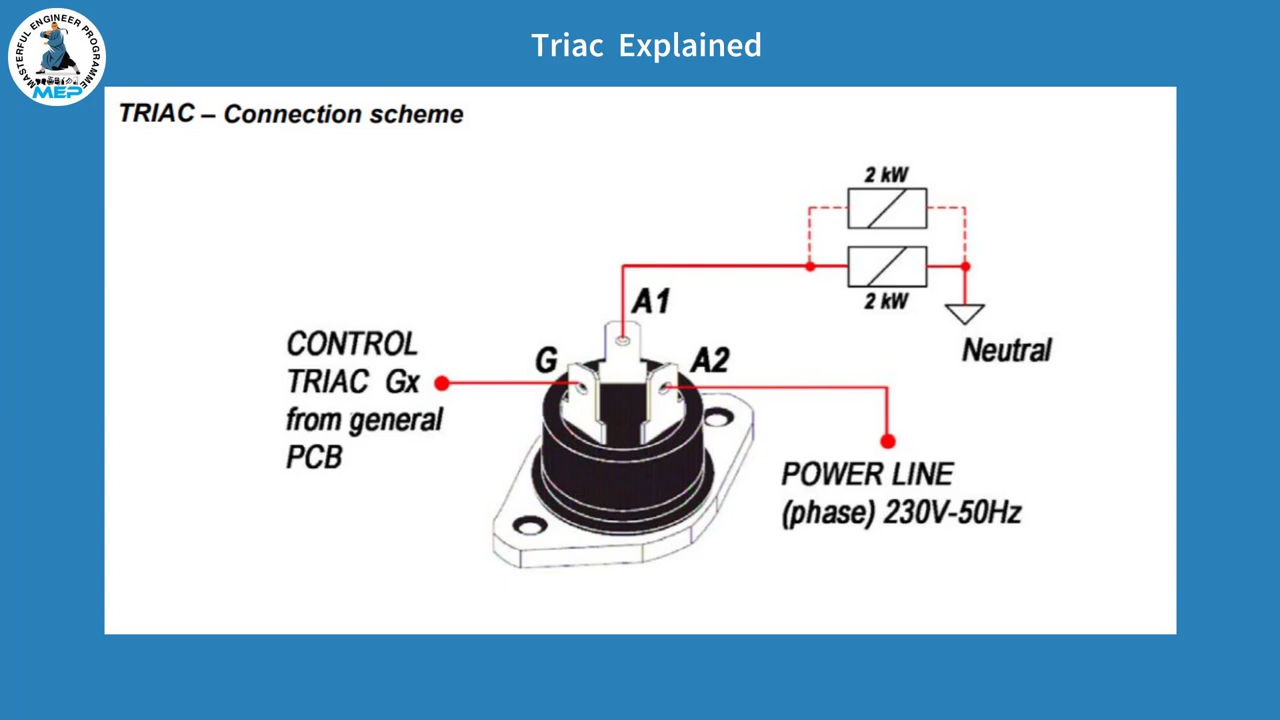 MASTERFUL ENGINEER PROGRAMME
MEP
Triac Explained
TRIAC – Connection scheme
2 kW
2 kW
A1
G
A2
Neutral
CONTROL
TRIAC Gx
from general
PCB
POWER LINE
(phase) 230V-50Hz